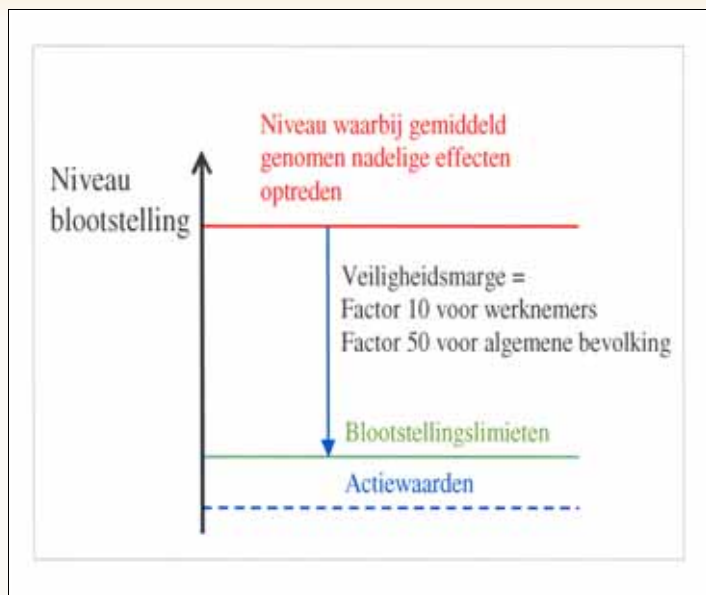 Niveau waarbij gemiddeld
genomen nadelige effecten
optreden
Niveau
blootstelling
Veiligheidsmarge =
Factor 10 voor werknemers
Factor 50 voor algemene bevolking
Blootstellingslimieten
Actiewaarden